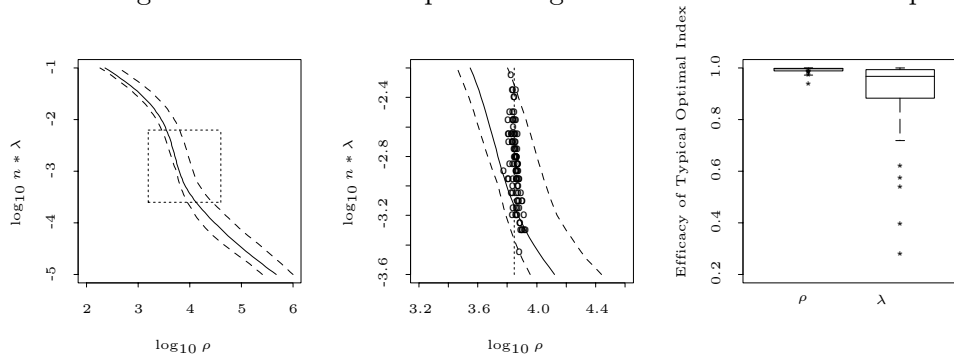 -1
-2
-3
-4
-5
log10 n * λ
2 3 4 5 6
log10 ρ
-2.4
-2.8
-3.2
-3.6
log10 n * λ
3.2 3.6 4.0 4.4
log10 ρ
Efficacy of Typical Optimal Index
1.0
0.8
0.6
0.4
0.2
ρ λ